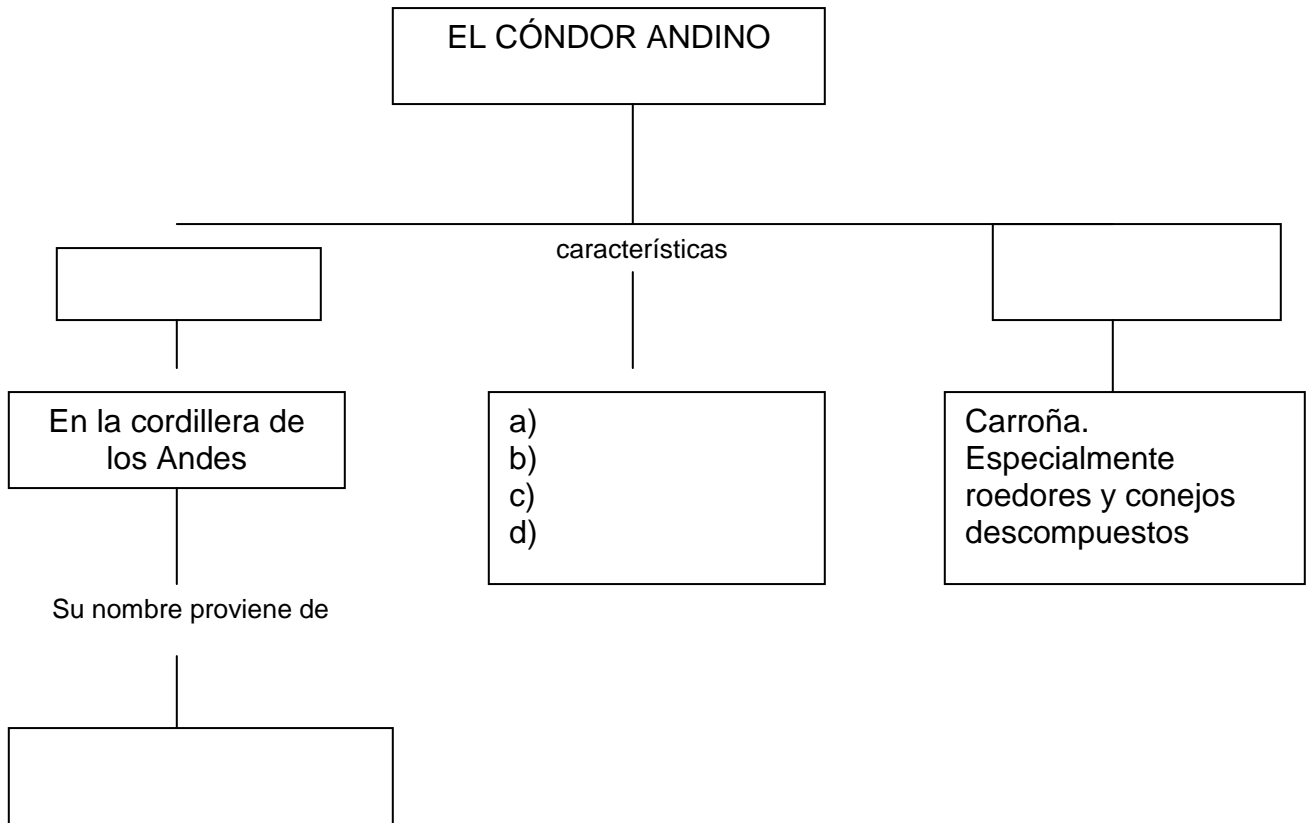 EL CÓNDOR ANDINO
características
En la cordillera de
los Andes
a)
b)
c)
d)
Carroña.
Especialmente
roedores y conejos
descompuestos
Su nombre proviene de